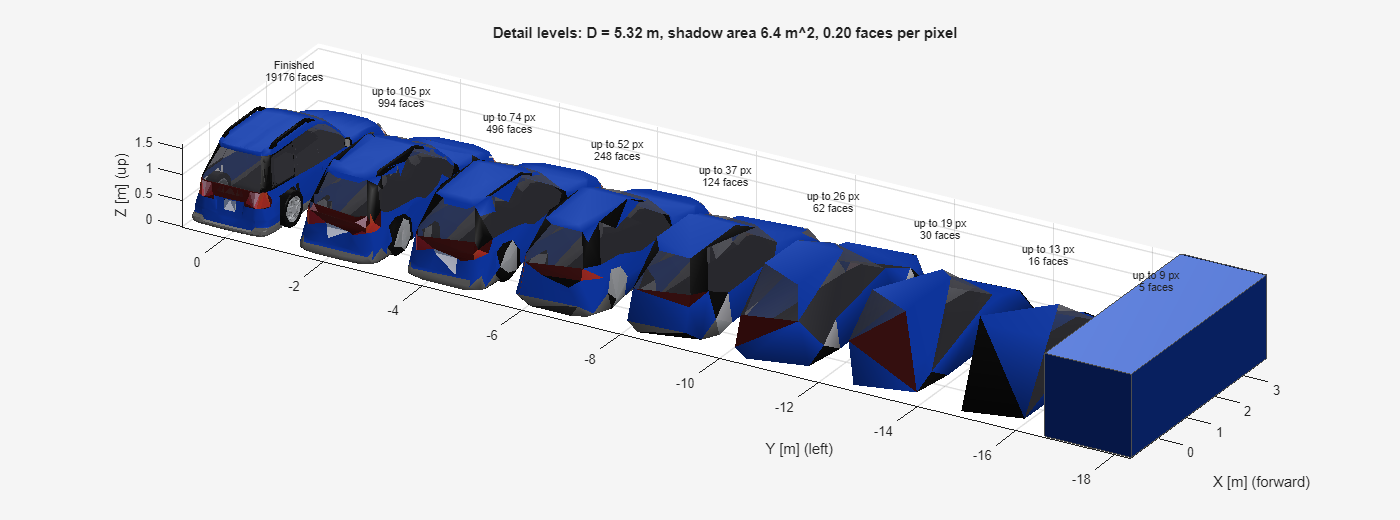 Detail levels: D = 5.32 m, shadow area 6.4 m^2, 0.20 faces per pixel
Finished
19176 faces
up to 105 px
994 faces
up to 74 px
496 faces
up to 52 px
248 faces
up to 37 px
124 faces
up to 26 px
62 faces
up to 19 px
30 faces
up to 13 px
16 faces
up to 9 px
5 faces
Z [m] (up)
1.5
1
0.5
0
0
-2
-4
-6
-8
-10
-12
-14
-16
-18
Y [m] (left)
3
2
1
0
X [m] (forward)